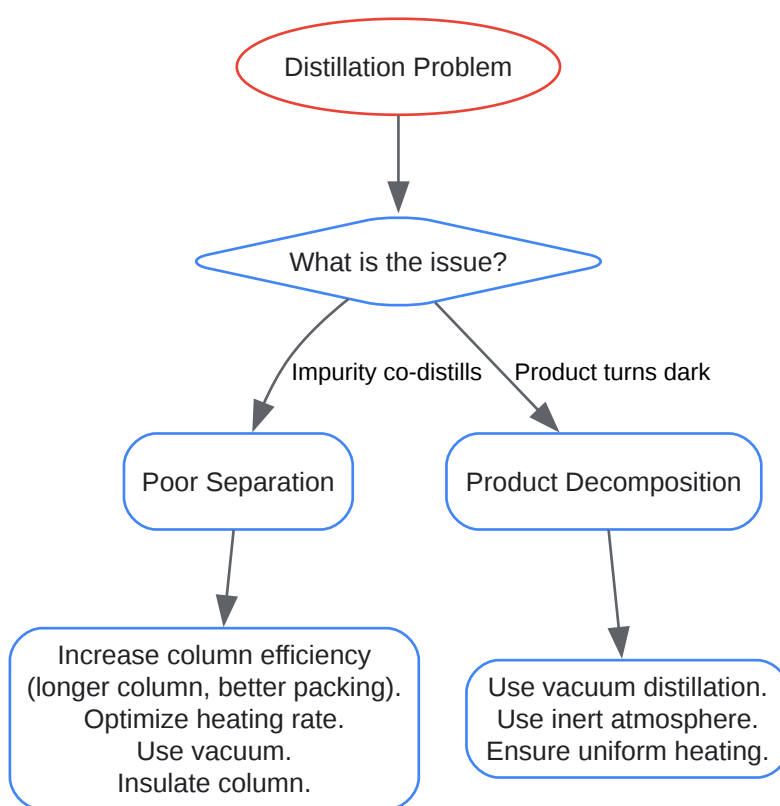 Distillation Problem
What is the issue?
Impurity co-distills
Product turns dark
Poor Separation
Product Decomposition
Increase column efficiency
(longer column, better packing).
Optimize heating rate.
Use vacuum.
Insulate column.
Use vacuum distillation.
Use inert atmosphere.
Ensure uniform heating.